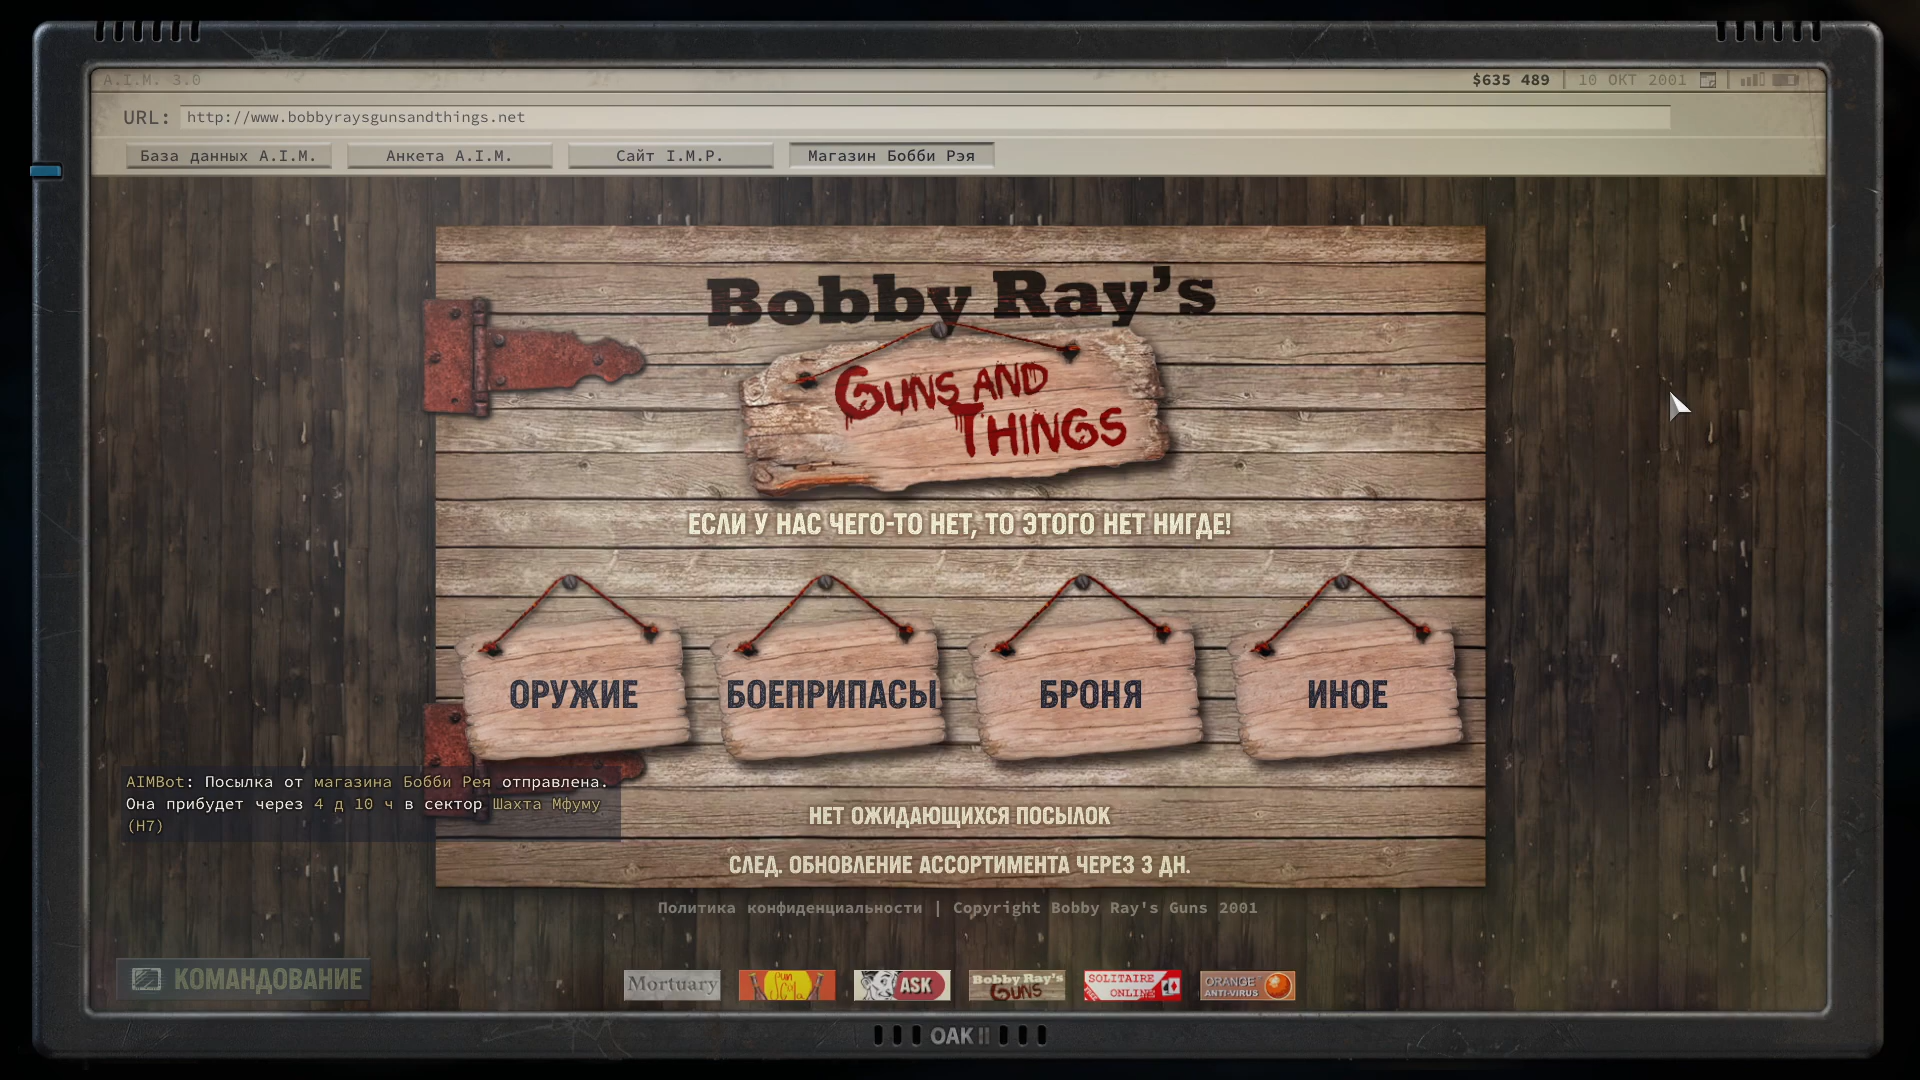 A.I.M. 3.0
$635 489 | 10 ОКТ 2001
URL: http://www.bobbyraysgunsandthings.net
База данных A.I.M.
Анкета A.I.M.
Сайт I.M.P.
Магазин Бобби Рэя
Bobby Ray's
GUNS AND
THINGS
ЕСЛИ У НАС ЧЕГО-ТО НЕТ, ТО ЭТОГО НЕТ НИГДЕ!
ОРУЖИЕ
БОЕПРИПАСЫ
БРОНЯ
ИНОЕ
AIMBot: Посылка от магазина Бобби Рея отправлена.
Она прибудет через 4 д 10 ч в сектор Шахта Мфуму
(H7)
НЕТ ОЖИДАЮЩИХСЯ ПОСЫЛОК
СЛЕД. ОБНОВЛЕНИЕ АССОРТИМЕНТА ЧЕРЕЗ 3 ДН.
Политика конфиденциальности | Copyright Bobby Ray's Guns 2001
КОМАНДОВАНИЕ
Mortuary
Fun
Cola
ASK
Bobby Ray's
GUNS
SOLITAIRE
ONLINE
FREE
ORANGE
ANTI-VIRUS
OAK II